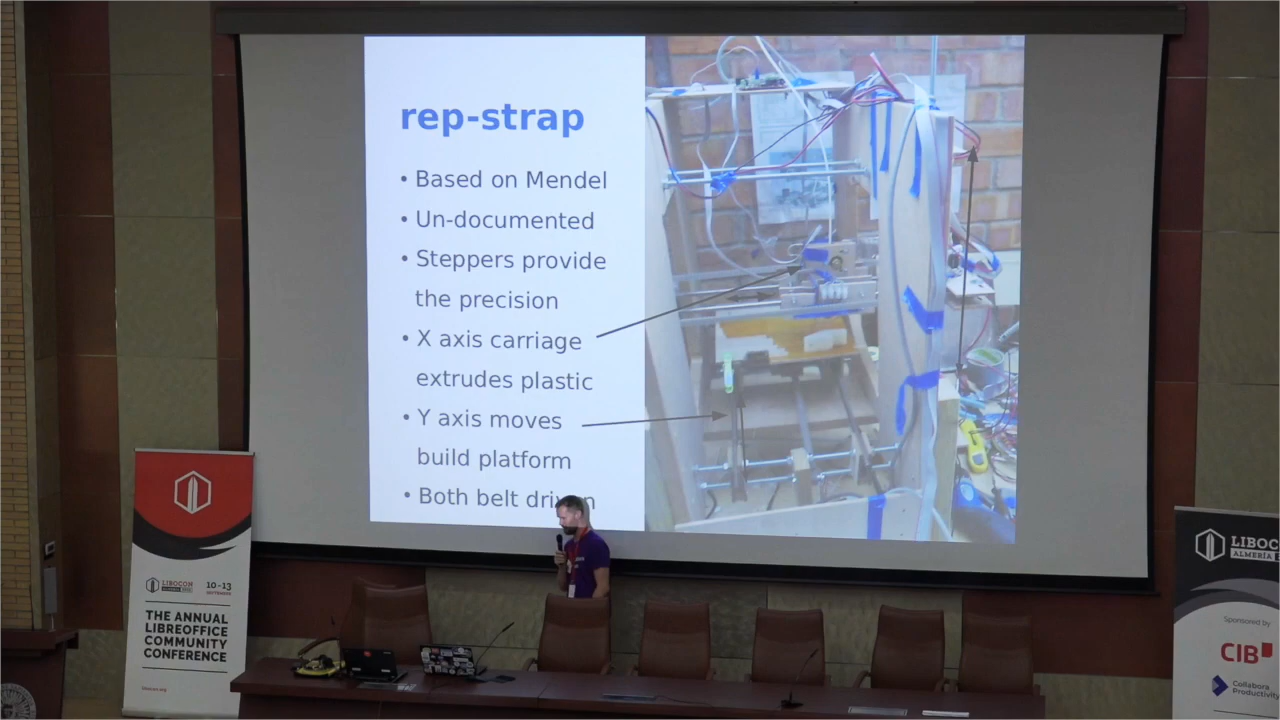 rep-strap
• Based on Mendel
• Un-documented
• Steppers provide
the precision
• X axis carriage
extrudes plastic
• Y axis moves
build platform
• Both belt driven
LIBOCON
10-13
THE ANNUAL
LIBREOFFICE
COMMUNITY
CONFERENCE
LIBOC
ALMERÍA
Sponsored by
CIB
Collabora
Productivity